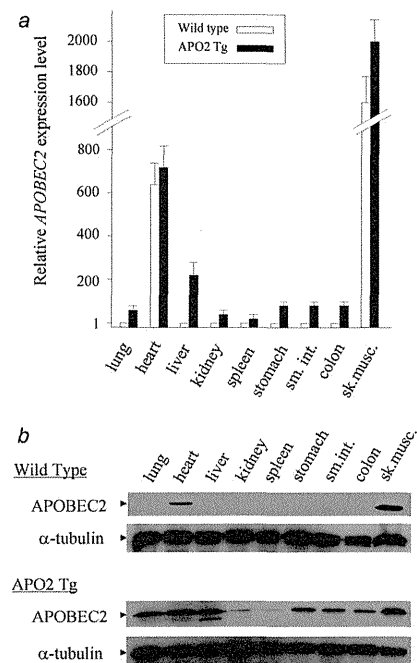 a
Wild type
APO2 Tg
Relative APOBEC2 expression level
2000
1600
800
600
400
200
1
lung
heart
liver
kidney
spleen
stomach
sm. int.
colon
sk.musc.
b
Wild Type
lung
heart
liver
kidney
spleen
stomach
sm.int.
colon
sk.musc.
APOBEC2
α-tubulin
APO2 Tg
APOBEC2
α-tubulin